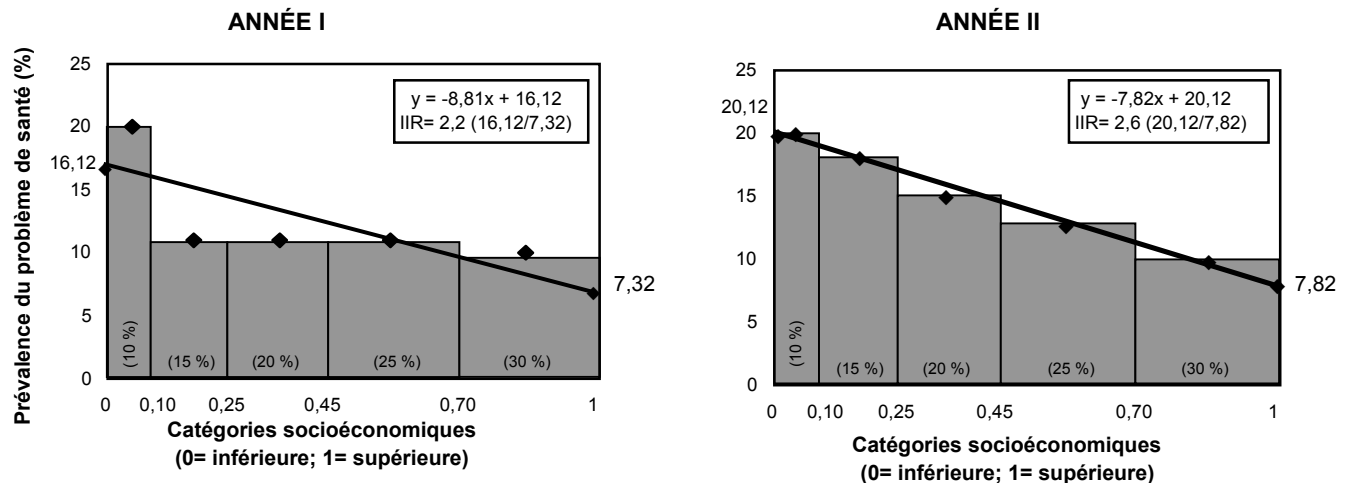 ANNÉE I
Prévalence du problème de santé (%)
25
20
16,12
15
10
5
0
y = -8,81x + 16,12
IIR= 2,2 (16,12/7,32)
7,32
(10 %)
(15 %)
(20 %)
(25 %)
(30 %)
0 0,10 0,25 0,45 0,70 1
Catégories socioéconomiques
(0= inférieure; 1= supérieure)
ANNÉE II
25
20,12
20
15
10
5
0
y = -7,82x + 20,12
IIR= 2,6 (20,12/7,82)
7,82
(10 %)
(15 %)
(20 %)
(25 %)
(30 %)
0 0,10 0,25 0,45 0,70 1
Catégories socioéconomiques
(0= inférieure; 1= supérieure)